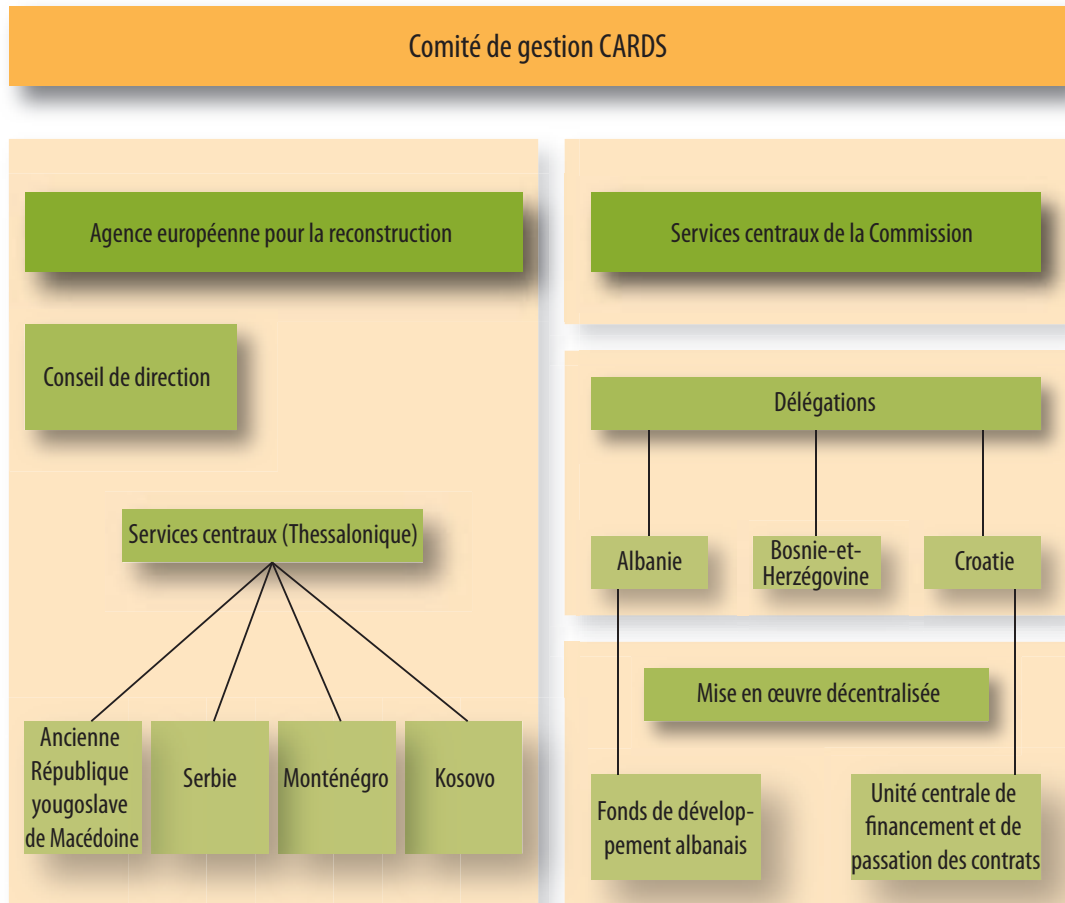 Comité de gestion CARDS
Agence européenne pour la reconstruction
Conseil de direction
Services centraux (Thessalonique)
Ancienne
République
yougoslave
de Macédoine
Serbie
Monténégro
Kosovo
Services centraux de la Commission
Délégations
Albanie
Bosnie-et-
Herzégovine
Croatie
Mise en œuvre décentralisée
Fonds de dévelop-
pement albanais
Unité centrale de
financement et de
passation des contrats